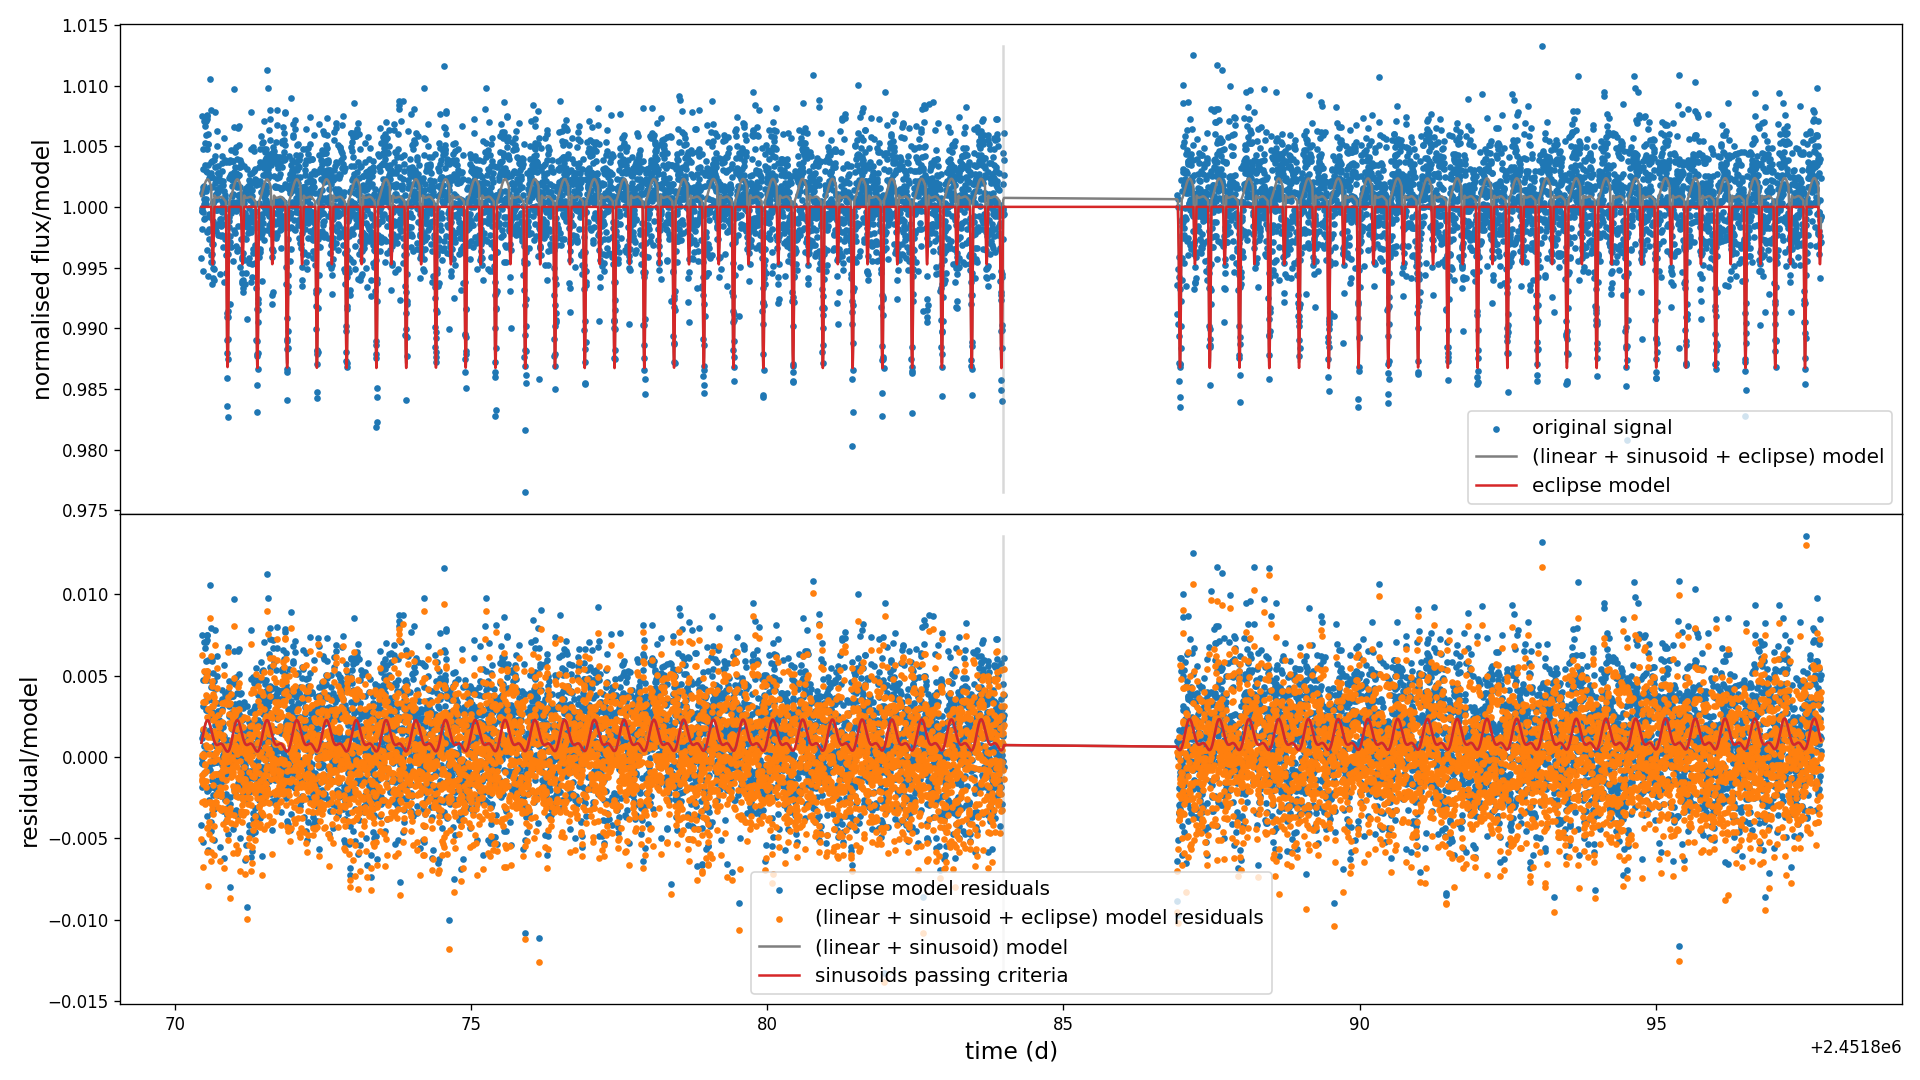 1.015
1.010
1.005
1.000
0.995
0.990
0.985
0.980
0.975
normalised flux/model
original signal
(linear + sinusoid + eclipse) model
eclipse model
0.010
0.005
0.000
−0.005
−0.010
−0.015
residual/model
eclipse model residuals
(linear + sinusoid + eclipse) model residuals
(linear + sinusoid) model
sinusoids passing criteria
70
75
80
85
90
95
time (d)
+2.4518e6